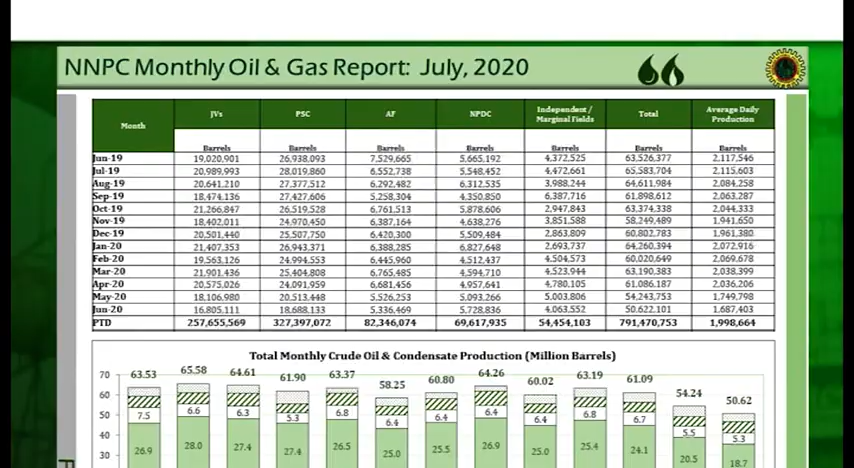 NNPC Monthly Oil & Gas Report: July, 2020
Month JVs PSC AF NPDC Independent / Marginal Fields Total Average Daily Production
Barrels Barrels Barrels Barrels Barrels Barrels Barrels
Jun-19 19,020,901 26,938,093 7,529,665 5,665,192 4,372,525 63,526,377 2,117,546
Jul-19 20,989,993 28,019,860 6,552,738 5,548,452 4,472,661 65,583,704 2,115,603
Aug-19 20,641,210 27,377,512 6,292,482 6,312,535 3,988,244 64,611,984 2,084,258
Sep-19 18,474,136 27,427,606 5,258,304 4,350,850 6,387,716 61,898,612 2,063,287
Oct-19 21,266,847 26,519,528 6,761,513 5,878,606 2,947,843 63,374,338 2,044,333
Nov-19 18,402,011 24,970,450 6,387,164 4,638,276 3,851,588 58,249,489 1,941,650
Dec-19 20,501,440 25,507,750 6,420,300 5,509,484 2,863,809 60,802,783 1,961,380
Jan-20 21,407,353 26,943,371 6,388,285 6,827,648 2,693,737 64,260,394 2,072,916
Feb-20 19,563,126 24,994,553 6,445,960 4,512,437 4,504,573 60,020,649 2,069,678
Mar-20 21,901,436 25,404,808 6,765,485 4,594,710 4,523,944 63,190,383 2,038,399
Apr-20 20,575,026 24,091,959 6,681,456 4,957,641 4,780,105 61,086,187 2,036,206
May-20 18,106,980 20,513,448 5,526,253 5,093,266 5,003,806 54,243,753 1,749,798
Jun-20 16,805,111 18,688,133 5,336,469 5,728,836 4,063,552 50,622,101 1,687,403
PTD 257,655,569 327,397,072 82,346,074 69,617,935 54,454,103 791,470,753 1,998,664
Total Monthly Crude Oil & Condensate Production (Million Barrels)
63.53 65.58 64.61 61.90 63.37 58.25 60.80 64.26 60.02 63.19 61.09 54.24 50.62
70
60
50
40
30
7.5 6.6 6.3 5.3 6.8 6.4 6.4 6.4 6.4 6.8 6.7 5.5 5.3
26.9 28.0 27.4 27.4 26.5 25.0 25.5 26.9 25.0 25.4 24.1 20.5 18.7